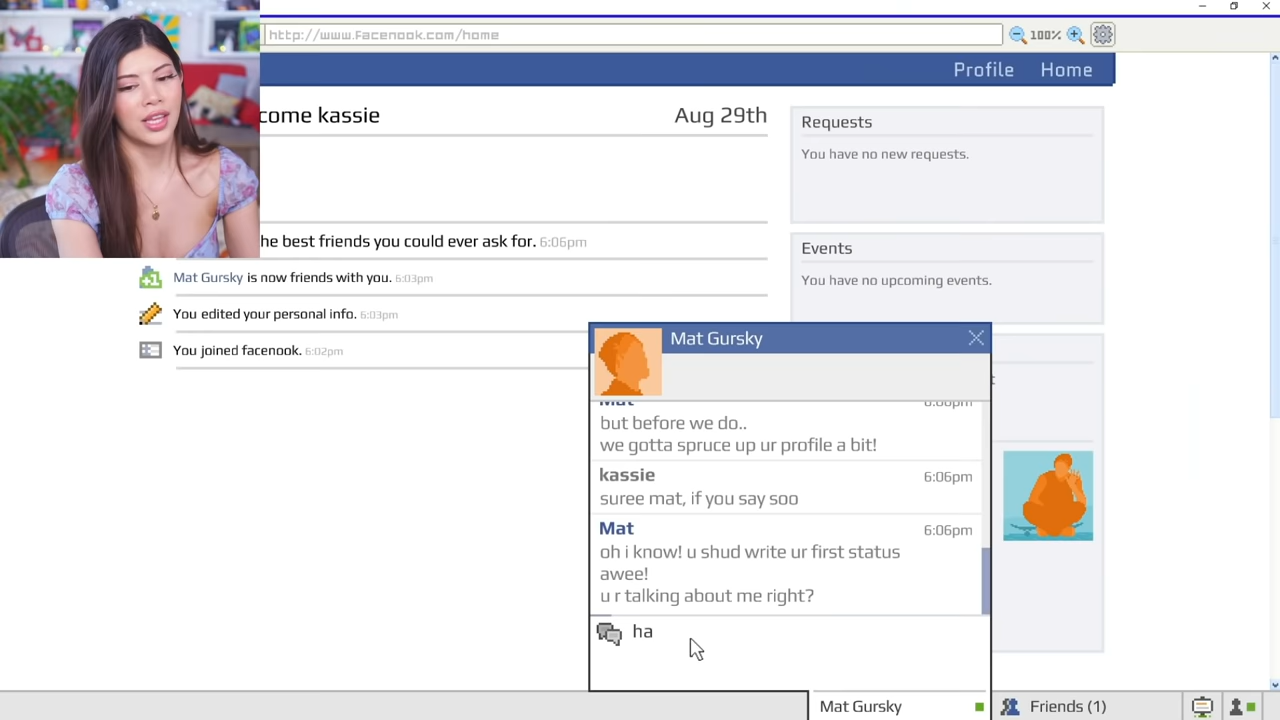 http://www.facenook.com/home
100%
Profile
Home
come kassie
Aug 29th
he best friends you could ever ask for. 6:06pm
Mat Gursky is now friends with you. 6:03pm
You edited your personal info. 6:03pm
You joined facenook. 6:02pm
Requests
You have no new requests.
Events
You have no upcoming events.
Mat Gursky
Mat 6:06pm
but before we do..
we gotta spruce up ur profile a bit!
kassie 6:06pm
suree mat, if you say soo
Mat 6:06pm
oh i know! u shud write ur first status
awee!
u r talking about me right?
ha
Mat Gursky
Friends (1)